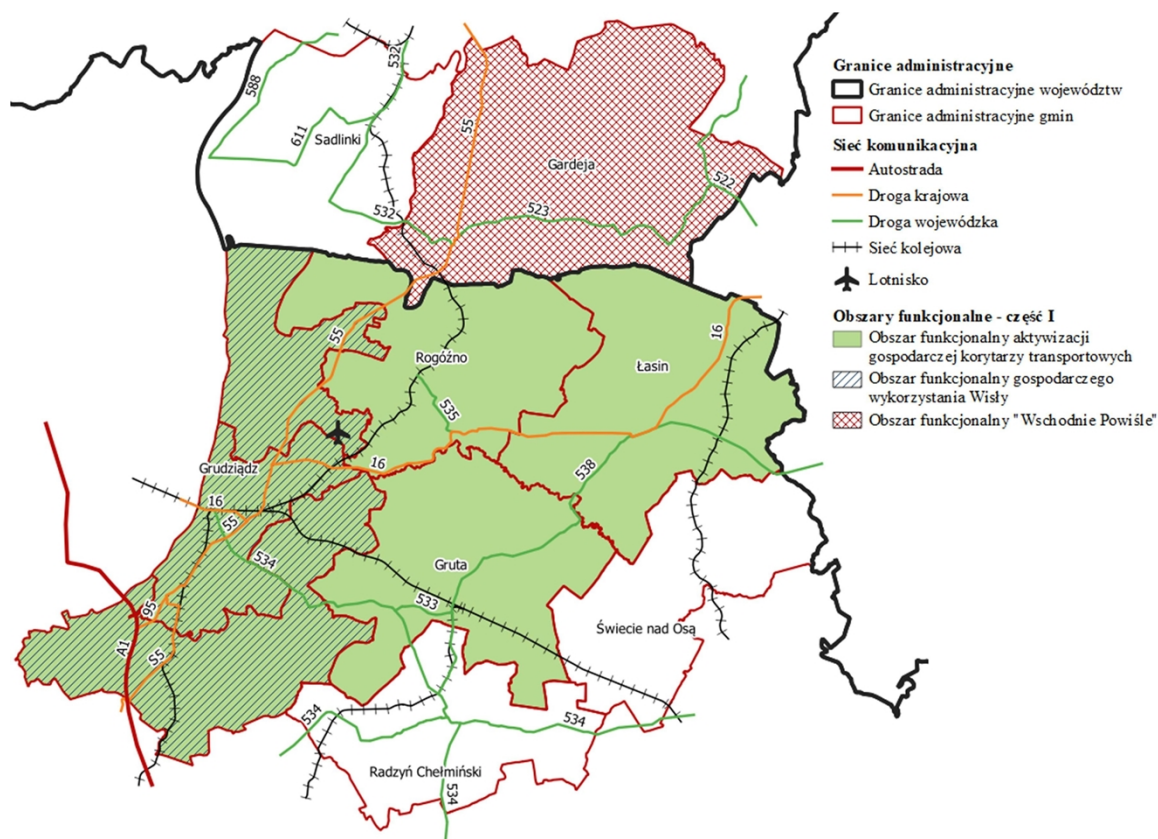 532
588
55
611
Sadlinki
Gardeja
522
532
523
55
16
Rogóźno
Łasin
535
Grudziądz
16
538
16
55
534
Gruta
533
95
A1
S5
Świecie nad Osą
534
534
Radzyń Chełmiński
534
Granice administracyjne
Granice administracyjne województw
Granice administracyjne gmin
Sieć komunikacyjna
Autostrada
Droga krajowa
Droga wojewódzka
Sieć kolejowa
Lotnisko
Obszary funkcjonalne - część I
Obszar funkcjonalny aktywizacji
gospodarczej korytarzy transportowych
Obszar funkcjonalny gospodarczego
wykorzystania Wisły
Obszar funkcjonalny "Wschodnie Powiśle"